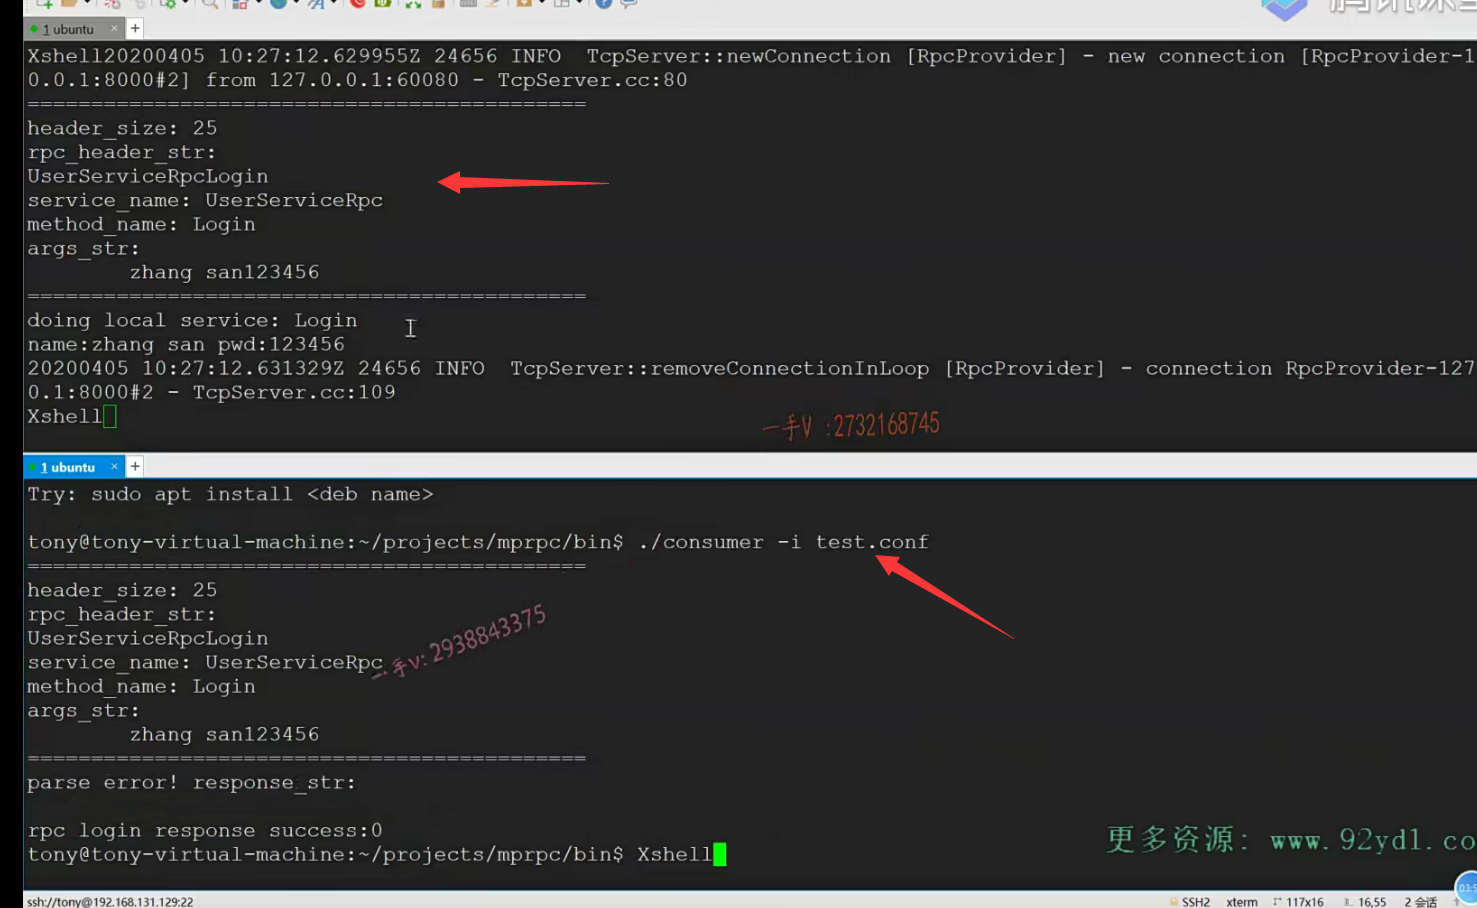 1 ubuntu × +
Xshell20200405 10:27:12.629955Z 24656 INFO  TcpServer::newConnection [RpcProvider] - new connection [RpcProvider-1
0.0.1:8000#2] from 127.0.0.1:60080 - TcpServer.cc:80
============================================
header_size: 25
rpc_header_str:
UserServiceRpcLogin
service_name: UserServiceRpc
method_name: Login
args_str:
zhang san123456
============================================
doing local service: Login
name:zhang san pwd:123456
20200405 10:27:12.631329Z 24656 INFO  TcpServer::removeConnectionInLoop [RpcProvider] - connection RpcProvider-127
0.1:8000#2 - TcpServer.cc:109
Xshell
一手V :2732168745
1 ubuntu × +
Try: sudo apt install <deb name>
tony@tony-virtual-machine:~/projects/mprpc/bin$ ./consumer -i test.conf
============================================
header_size: 25
rpc_header_str:
UserServiceRpcLogin
service_name: UserServiceRpc
一手v: 2938843375
method_name: Login
args_str:
zhang san123456
============================================
parse error! response_str:
rpc login response success:0
tony@tony-virtual-machine:~/projects/mprpc/bin$ Xshell
更多资源: www.92ydl.co
ssh://tony@192.168.131.129:22
SSH2 xterm 117x16 16,55 2 会话